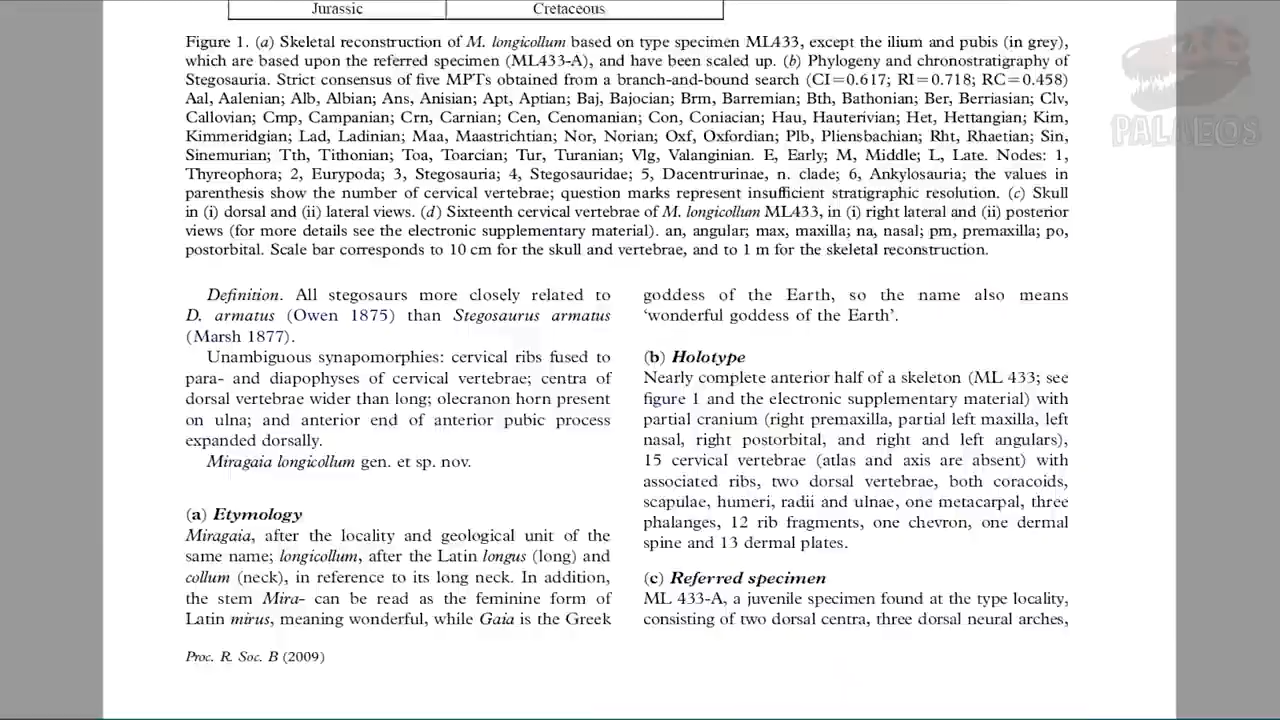 Jurassic Cretaceous
PALAEOS
Figure 1. (a) Skeletal reconstruction of M. longicollum based on type specimen ML433, except the ilium and pubis (in grey),
which are based upon the referred specimen (ML433-A), and have been scaled up. (b) Phylogeny and chronostratigraphy of
Stegosauria. Strict consensus of five MPTs obtained from a branch-and-bound search (CI=0.617; RI=0.718; RC=0.458)
Aal, Aalenian; Alb, Albian; Ans, Anisian; Apt, Aptian; Baj, Bajocian; Brm, Barremian; Bth, Bathonian; Ber, Berriasian; Clv,
Callovian; Cmp, Campanian; Crn, Carnian; Cen, Cenomanian; Con, Coniacian; Hau, Hauterivian; Het, Hettangian; Kim,
Kimmeridgian; Lad, Ladinian; Maa, Maastrichtian; Nor, Norian; Oxf, Oxfordian; Plb, Pliensbachian; Rht, Rhaetian; Sin,
Sinemurian; Tth, Tithonian; Toa, Toarcian; Tur, Turanian; Vlg, Valanginian. E, Early; M, Middle; L, Late. Nodes: 1,
Thyreophora; 2, Eurypoda; 3, Stegosauria; 4, Stegosauridae; 5, Dacentrurinae, n. clade; 6, Ankylosauria; the values in
parenthesis show the number of cervical vertebrae; question marks represent insufficient stratigraphic resolution. (c) Skull
in (i) dorsal and (ii) lateral views. (d) Sixteenth cervical vertebrae of M. longicollum ML433, in (i) right lateral and (ii) posterior
views (for more details see the electronic supplementary material). an, angular; max, maxilla; na, nasal; pm, premaxilla; po,
postorbital. Scale bar corresponds to 10 cm for the skull and vertebrae, and to 1 m for the skeletal reconstruction.
Definition. All stegosaurs more closely related to
D. armatus (Owen 1875) than Stegosaurus armatus
(Marsh 1877).
Unambiguous synapomorphies: cervical ribs fused to
para- and diapophyses of cervical vertebrae; centra of
dorsal vertebrae wider than long; olecranon horn present
on ulna; and anterior end of anterior pubic process
expanded dorsally.
Miragaia longicollum gen. et sp. nov.
(a) Etymology
Miragaia, after the locality and geological unit of the
same name; longicollum, after the Latin longus (long) and
collum (neck), in reference to its long neck. In addition,
the stem Mira- can be read as the feminine form of
Latin mirus, meaning wonderful, while Gaia is the Greek
goddess of the Earth, so the name also means
‘wonderful goddess of the Earth’.
(b) Holotype
Nearly complete anterior half of a skeleton (ML 433; see
figure 1 and the electronic supplementary material) with
partial cranium (right premaxilla, partial left maxilla, left
nasal, right postorbital, and right and left angulars),
15 cervical vertebrae (atlas and axis are absent) with
associated ribs, two dorsal vertebrae, both coracoids,
scapulae, humeri, radii and ulnae, one metacarpal, three
phalanges, 12 rib fragments, one chevron, one dermal
spine and 13 dermal plates.
(c) Referred specimen
ML 433-A, a juvenile specimen found at the type locality,
consisting of two dorsal centra, three dorsal neural arches,
Proc. R. Soc. B (2009)